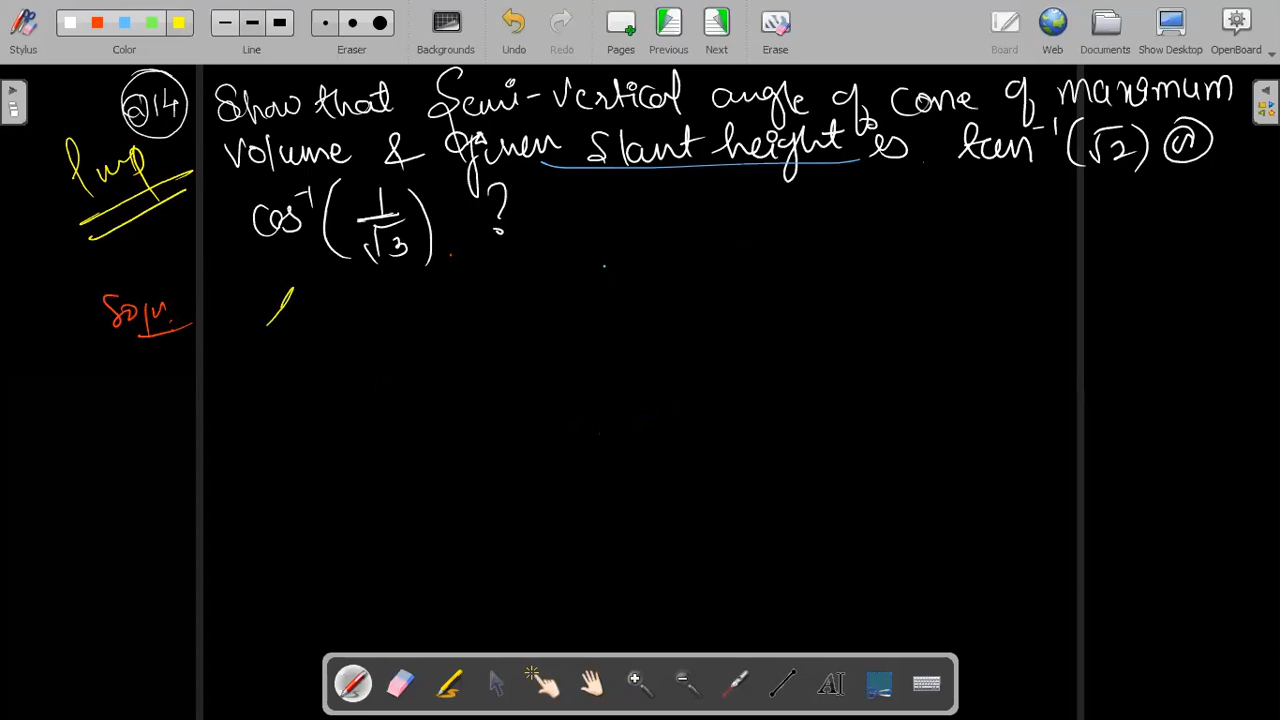 Stylus Color Line Eraser Backgrounds Undo Redo Pages Previous Next Erase Board Web Documents Show Desktop OpenBoard
Q14 Show that Semi-vertical angle of cone of maximum
Imp volume & given slant height is tan⁻¹(√2) or
cos⁻¹(1/√3) ?
Soln.